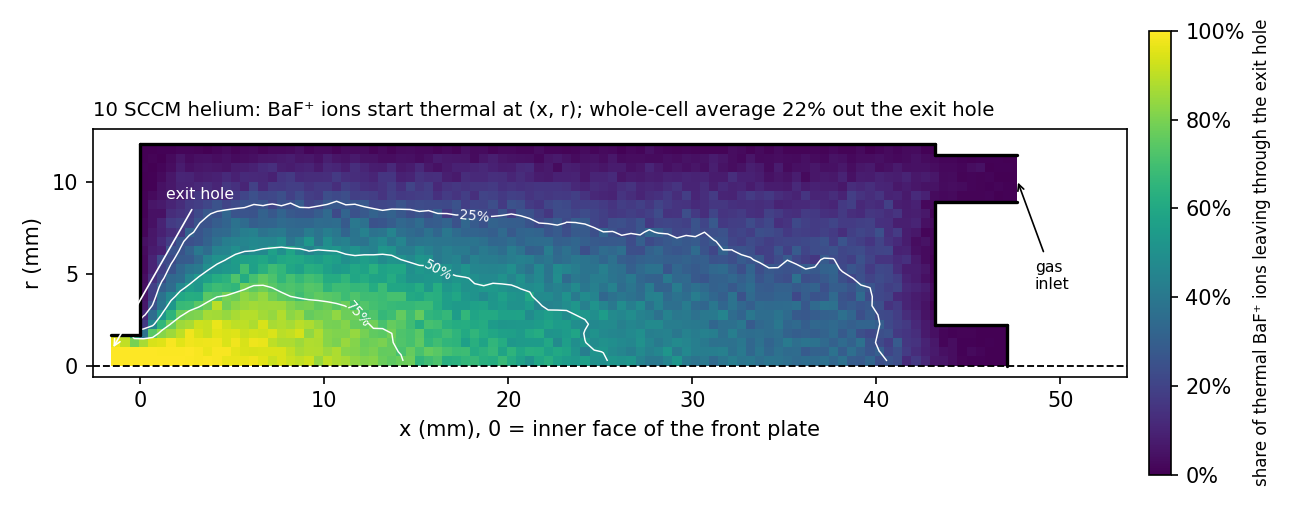 10 SCCM helium: BaF⁺ ions start thermal at (x, r); whole-cell average 22% out the exit hole
r (mm)
10
5
0
exit hole
25%
50%
75%
gas
inlet
0
10
20
30
40
50
x (mm), 0 = inner face of the front plate
100%
80%
60%
40%
20%
0%
share of thermal BaF⁺ ions leaving through the exit hole